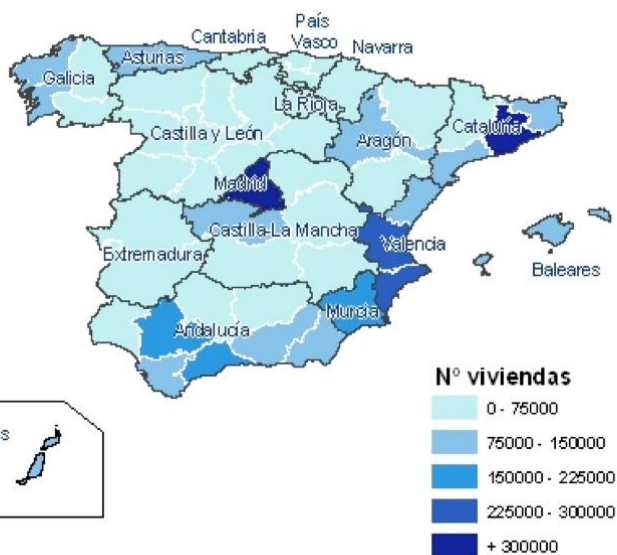 País
Vasco
Cantabria
Navarra
Asturias
Galicia
La Rioja
Castilla y León
Aragón
Cataluña
Madrid
Castilla-La Mancha
Valencia
Extremadura
Baleares
Murcia
Andalucía
Nº viviendas
0 - 75000
75000 - 150000
150000 - 225000
225000 - 300000
+ 300000